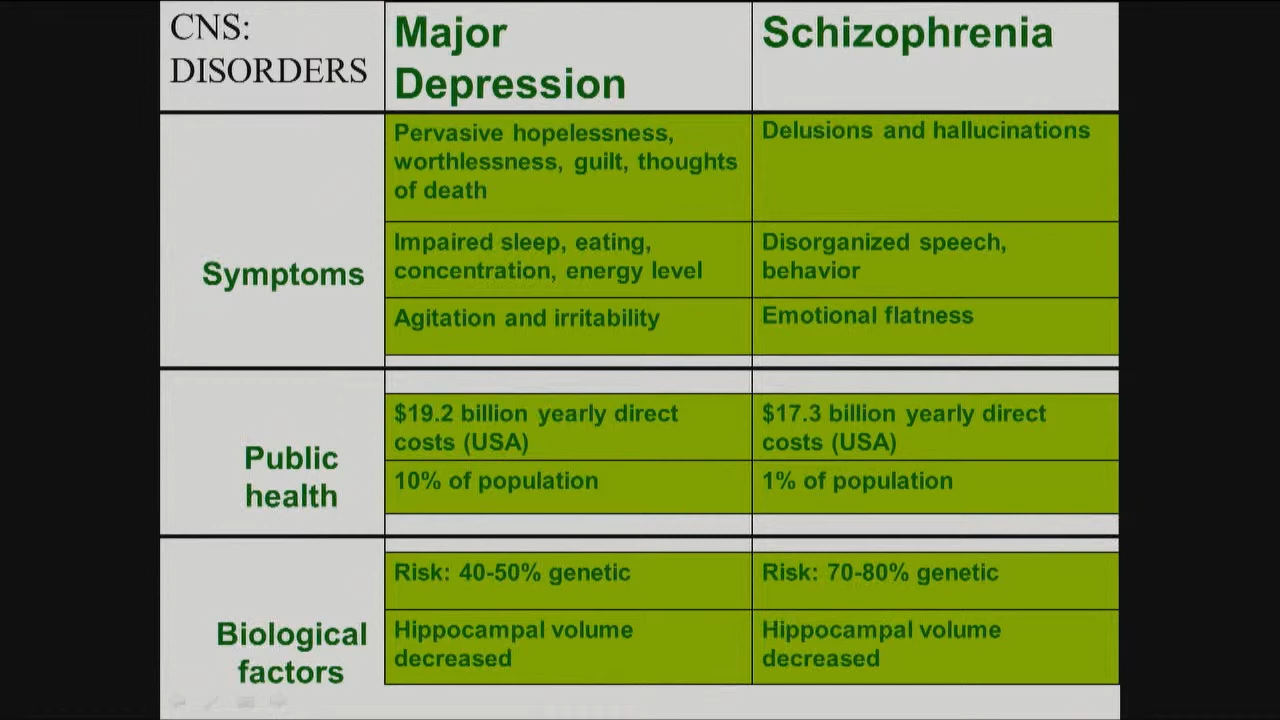 CNS:
DISORDERS
Major
Depression
Schizophrenia
Symptoms
Pervasive hopelessness,
worthlessness, guilt, thoughts
of death
Delusions and hallucinations
Impaired sleep, eating,
concentration, energy level
Disorganized speech,
behavior
Agitation and irritability
Emotional flatness
Public
health
$19.2 billion yearly direct
costs (USA)
$17.3 billion yearly direct
costs (USA)
10% of population
1% of population
Biological
factors
Risk: 40-50% genetic
Risk: 70-80% genetic
Hippocampal volume
decreased
Hippocampal volume
decreased